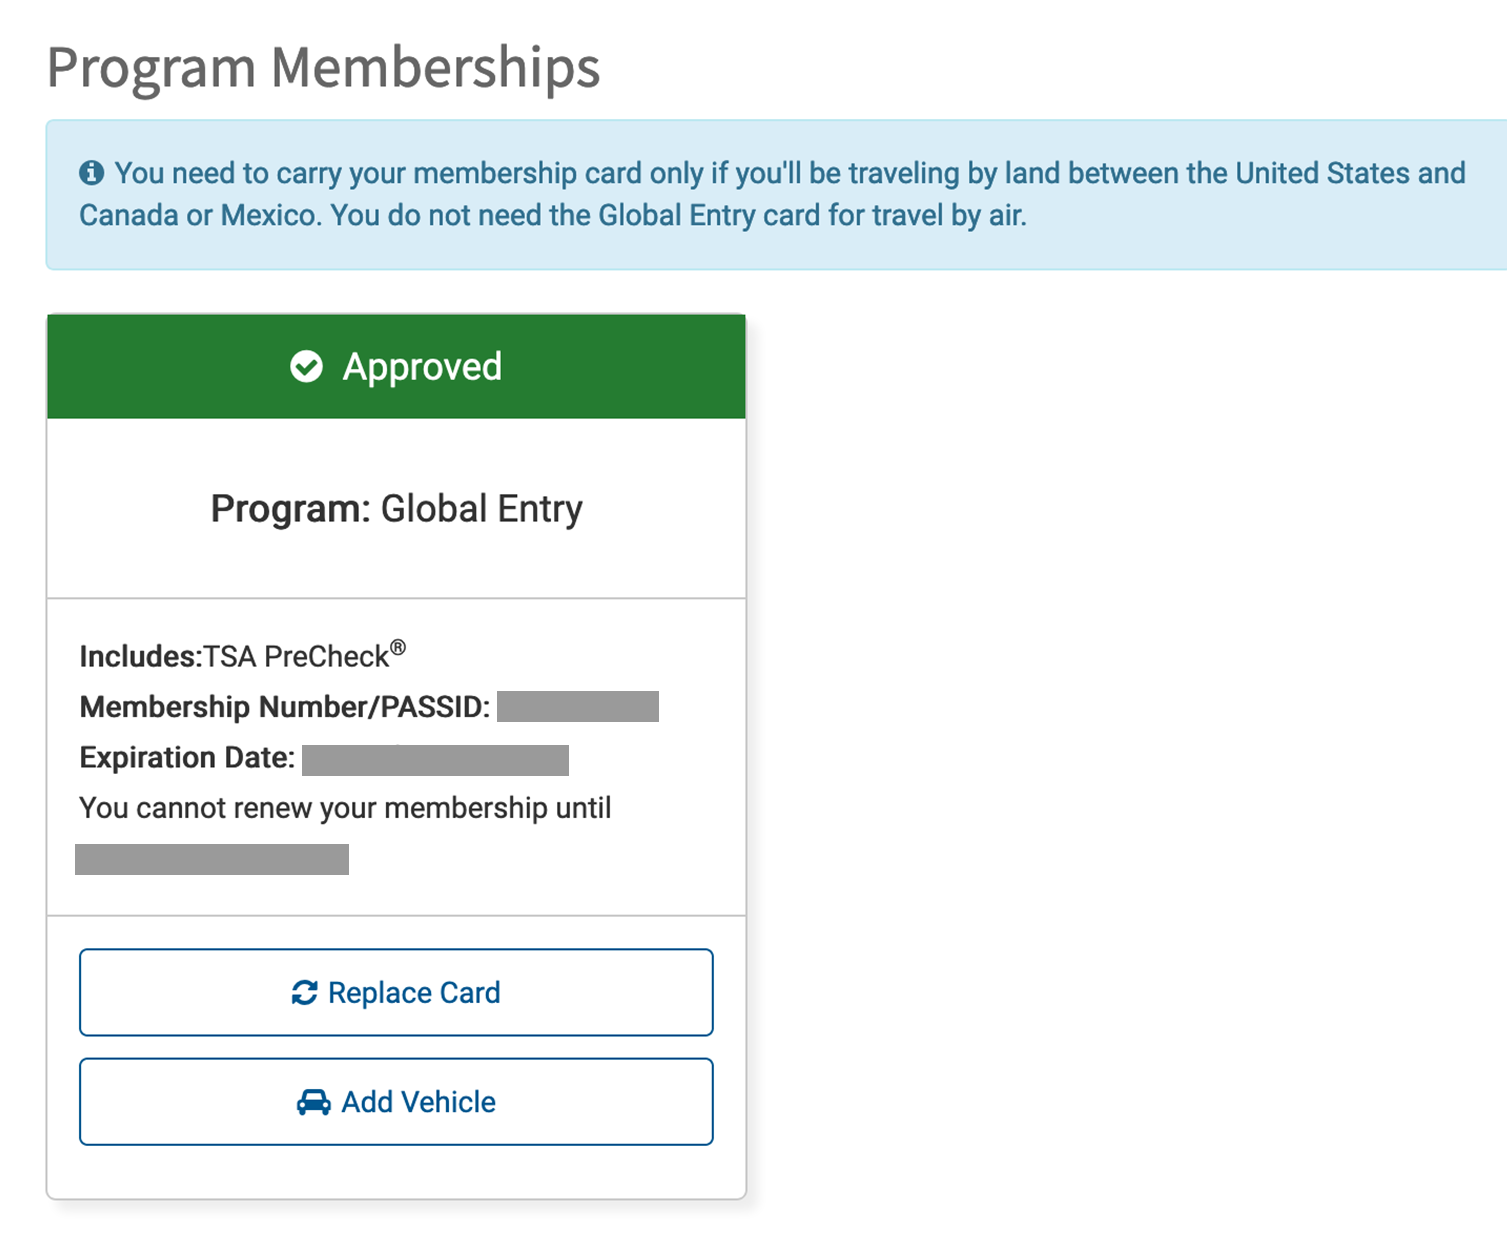 Program Memberships
You need to carry your membership card only if you'll be traveling by land between the United States and
Canada or Mexico. You do not need the Global Entry card for travel by air.
Approved
Program: Global Entry
Includes:TSA PreCheck®
Membership Number/PASSID:
Expiration Date:
You cannot renew your membership until
Replace Card
Add Vehicle